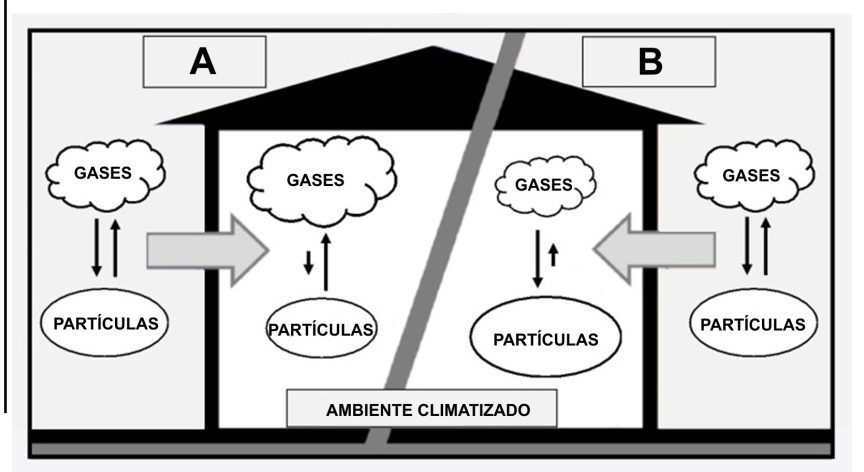 A
B
GASES
GASES
GASES
GASES
PARTÍCULAS
PARTÍCULAS
PARTÍCULAS
PARTÍCULAS
AMBIENTE CLIMATIZADO